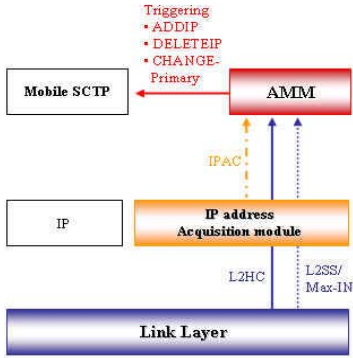 Triggering
• ADDIP
• DELETEIP
• CHANGE-
Primary
Mobile SCTP
AMM
IPAC
IP
IP address
Acquisition module
L2HC
L2SS/
Max-IN
Link Layer